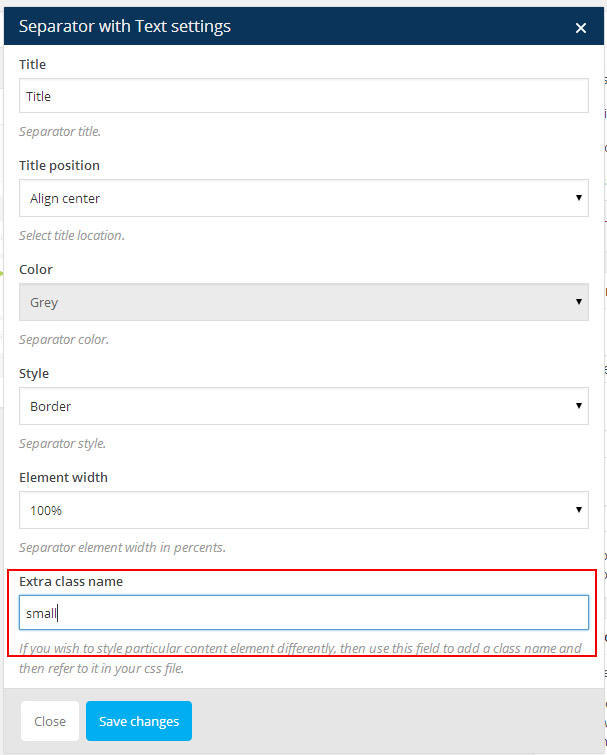 Separator with Text settings ×
Title
Title
Separator title.
Title position
Align center
Select title location.
Color
Grey
Separator color.
Style
Border
Separator style.
Element width
100%
Separator element width in percents.
Extra class name
small
If you wish to style particular content element differently, then use this field to add a class name and
then refer to it in your css file.
Close Save changes